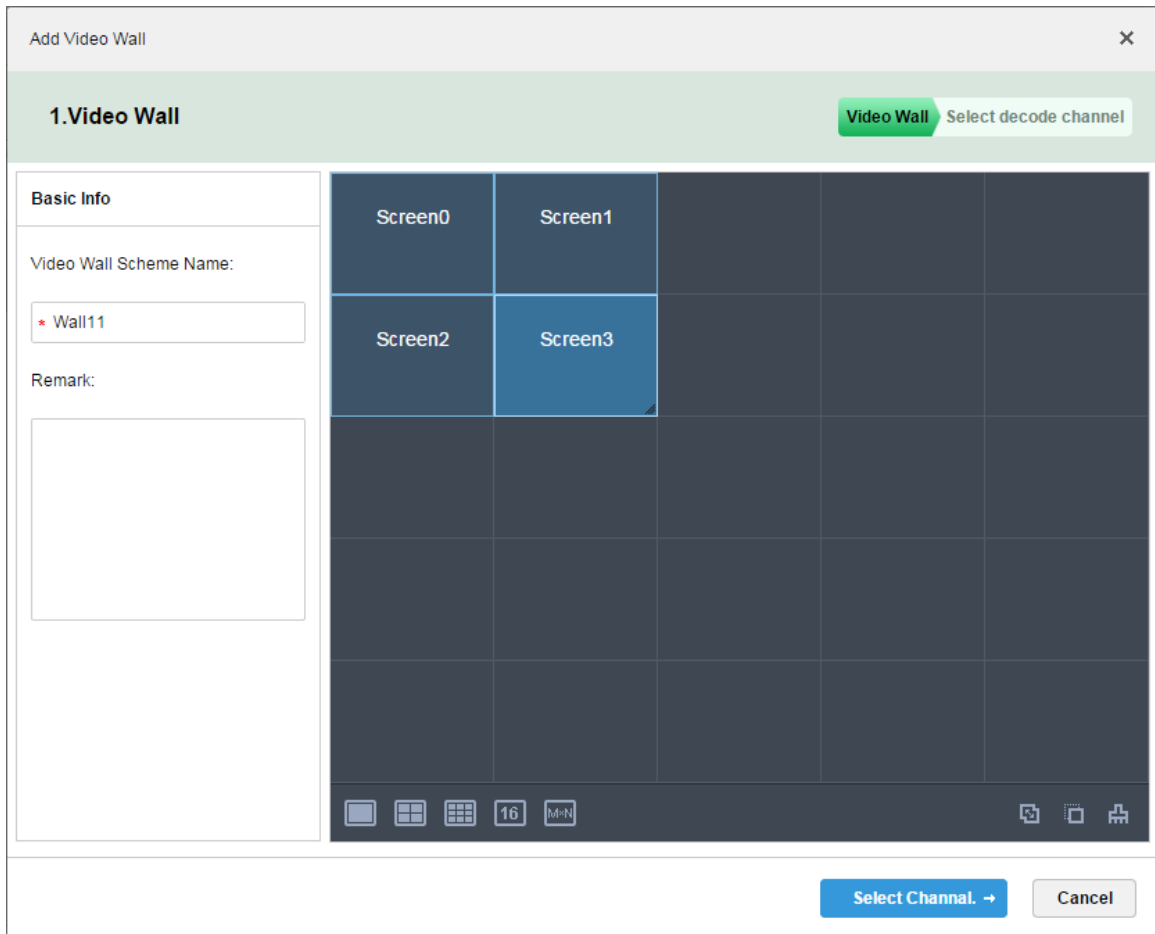 Add Video Wall
1.Video Wall
Video Wall
Select decode channel
Basic Info
Video Wall Scheme Name:
* Wall11
Remark:
Screen0
Screen1
Screen2
Screen3
16
M×N
Select Channal. →
Cancel